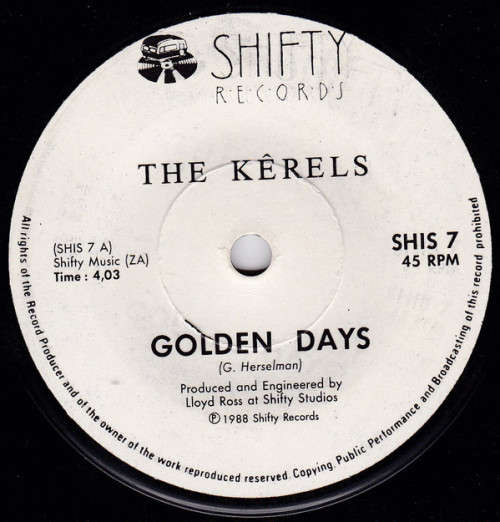 SHIFTY
RECORDS
THE KÊRELS
(SHIS 7 A)
Shifty Music (ZA)
Time : 4,03
SHIS 7
45 RPM
GOLDEN DAYS
(G. Herselman)
Produced and Engineered by
Lloyd Ross at Shifty Studios
Ⓟ 1988 Shifty Records
All rights of the Record Producer and of the owner of the work reproduced reserved. Copying, Public Performance and Broadcasting of this record prohibited